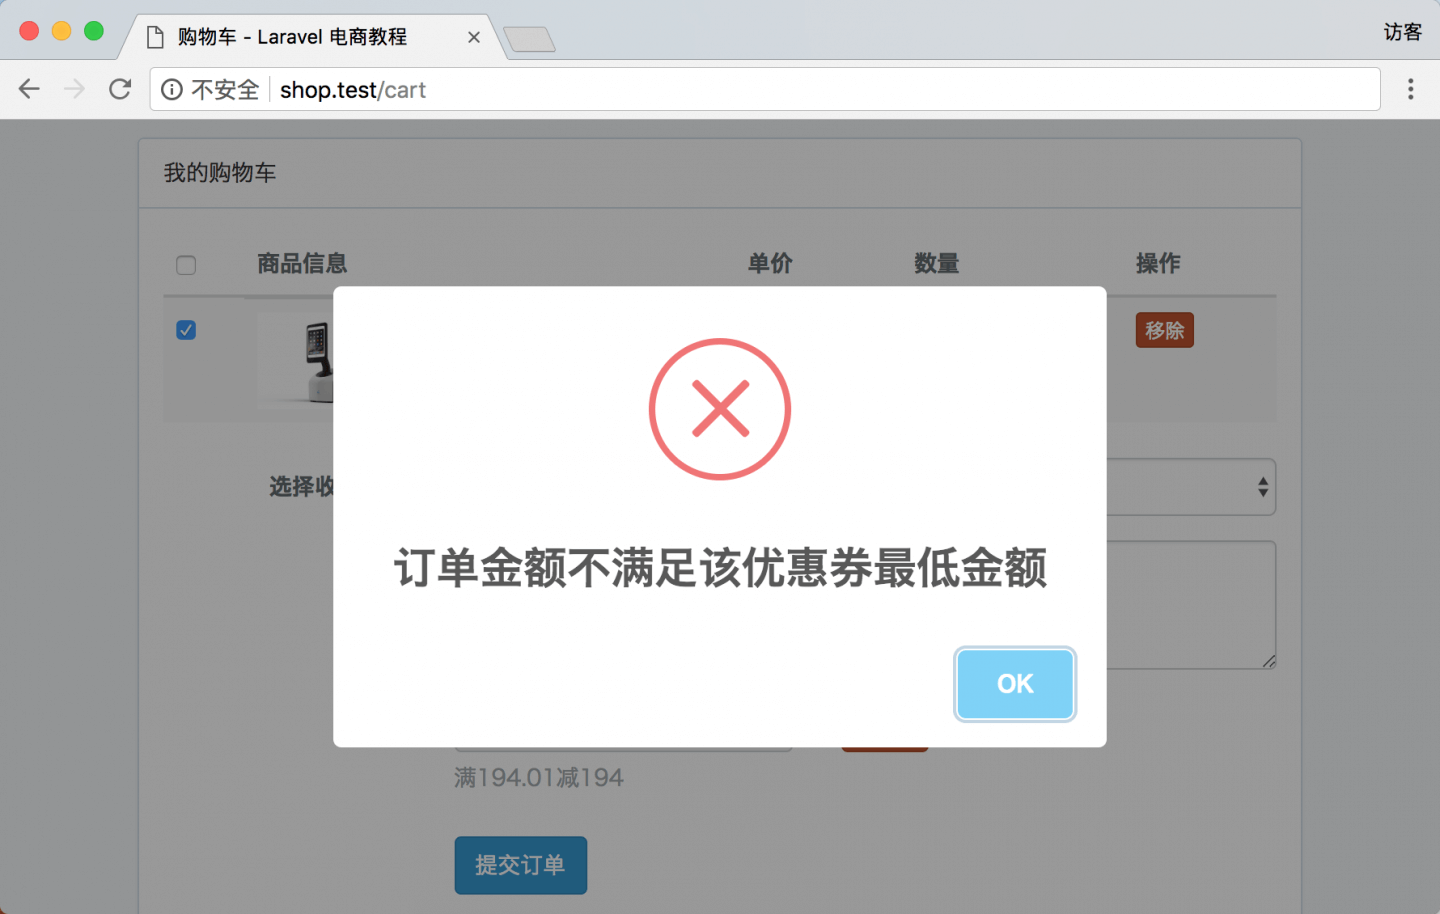 购物车 - Laravel 电商教程
访客
不安全 shop.test/cart
我的购物车
商品信息 单价 数量 操作
移除
选择收
订单金额不满足该优惠券最低金额
OK
满194.01减194
提交订单